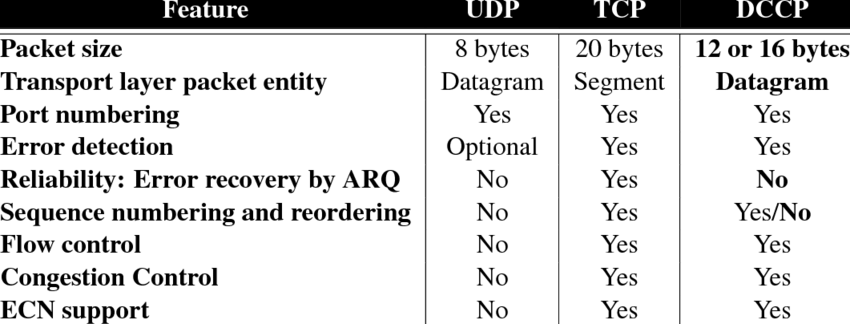 Feature UDP TCP DCCP
Packet size 8 bytes 20 bytes 12 or 16 bytes
Transport layer packet entity Datagram Segment Datagram
Port numbering Yes Yes Yes
Error detection Optional Yes Yes
Reliability: Error recovery by ARQ No Yes No
Sequence numbering and reordering No Yes Yes/No
Flow control No Yes Yes
Congestion Control No Yes Yes
ECN support No Yes Yes